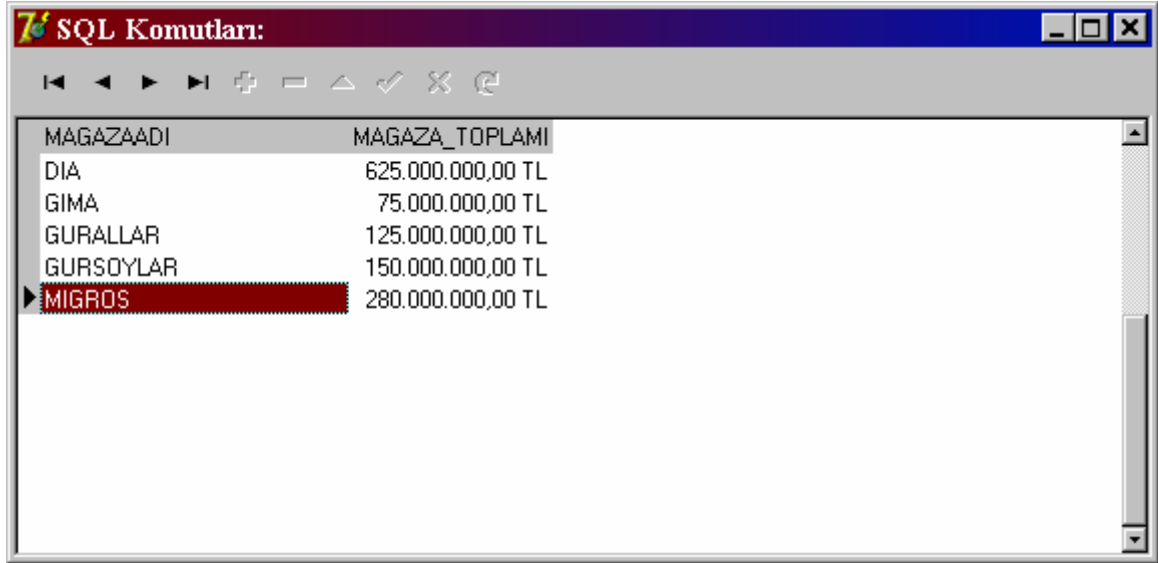 SQL Komutları:
MAGAZAADI MAGAZA_TOPLAMI
DIA 625.000.000,00 TL
GIMA 75.000.000,00 TL
GURALLAR 125.000.000,00 TL
GURSOYLAR 150.000.000,00 TL
MIGROS 280.000.000,00 TL